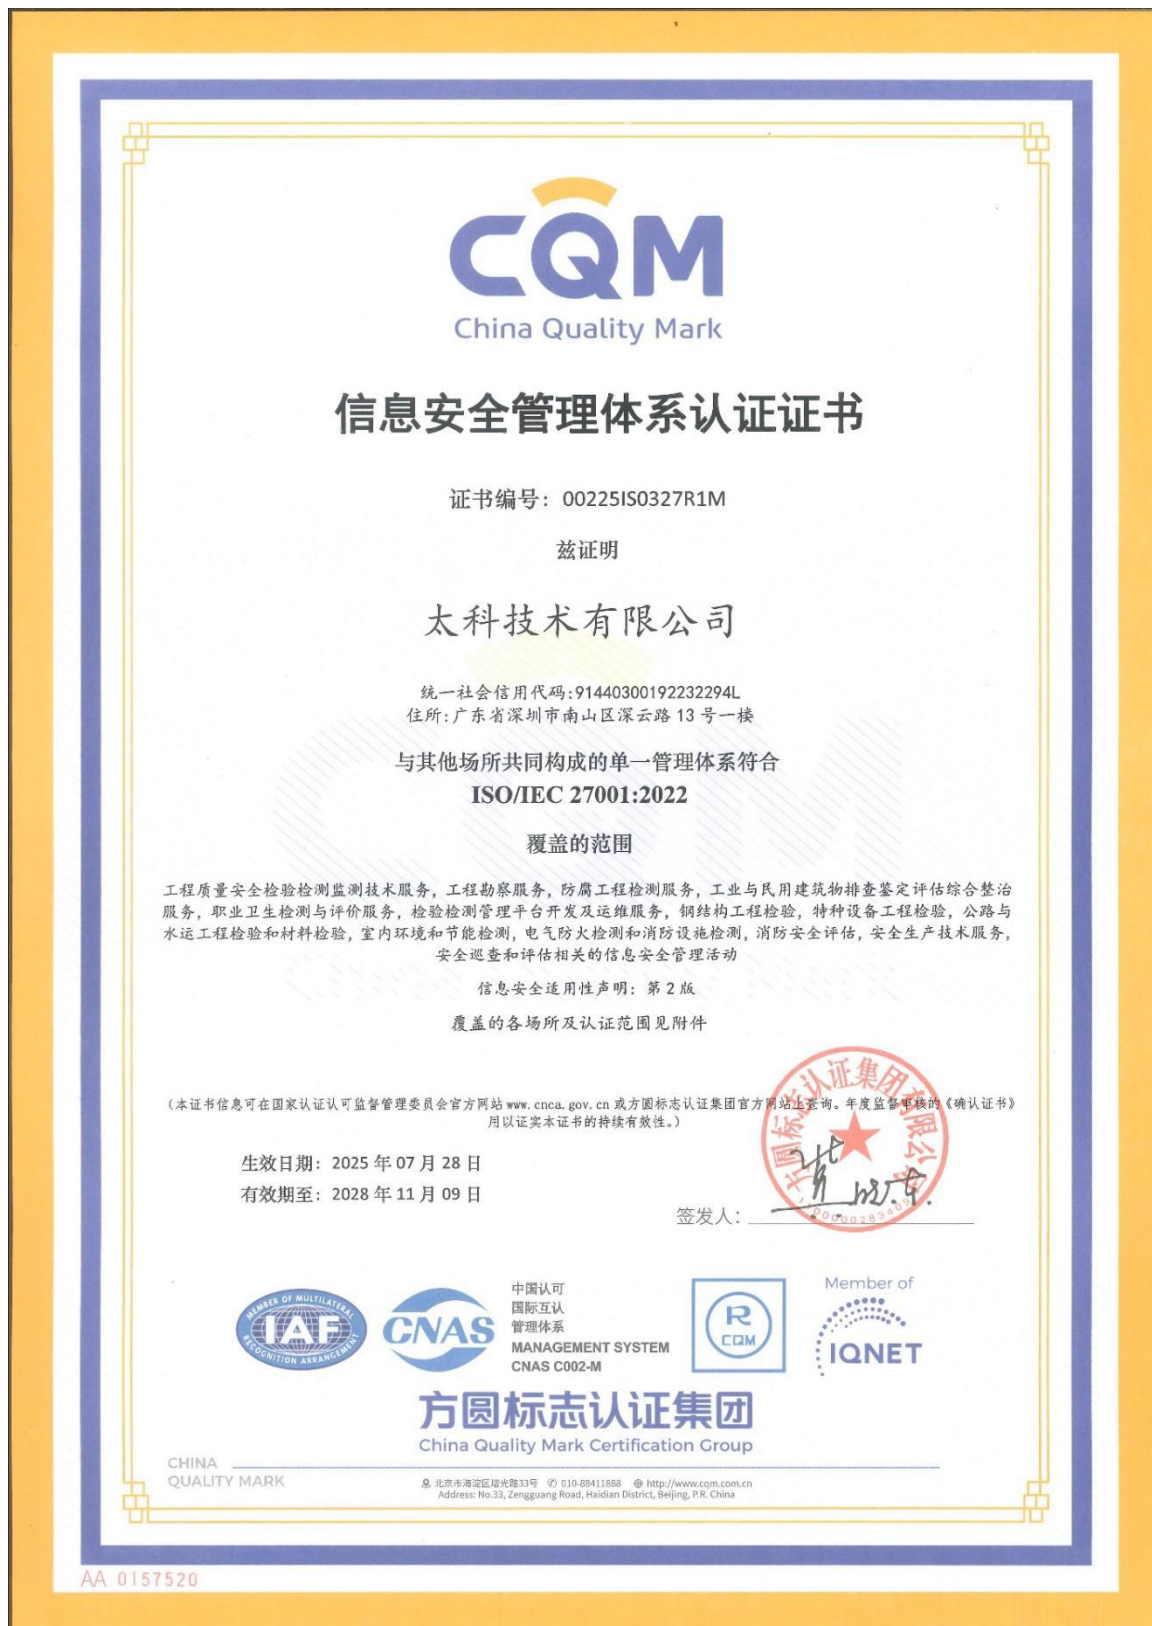 CQM
China Quality Mark
信息安全管理体系认证证书
证书编号：00225IS0327R1M
兹证明
太科技术有限公司
统一社会信用代码:91440300192232294L
住所:广东省深圳市南山区深云路 13 号一楼
与其他场所共同构成的单一管理体系符合
ISO/IEC 27001:2022
覆盖的范围
工程质量安全检验检测监测技术服务，工程勘察服务，防腐工程检测服务，工业与民用建筑物排查鉴定评估综合整治
服务，职业卫生检测与评价服务，检验检测管理平台开发及运维服务，钢结构工程检验，特种设备工程检验，公路与
水运工程检验和材料检验，室内环境和节能检测，电气防火检测和消防设施检测，消防安全评估，安全生产技术服务，
安全巡查和评估相关的信息安全管理活动
信息安全适用性声明：第 2 版
覆盖的各场所及认证范围见附件
（本证书信息可在国家认证认可监督管理委员会官方网站 www.cnca.gov.cn 或方圆标志认证集团官方网站上查询。年度监督审核的《确认证书》
用以证实本证书的持续有效性。）
方圆标志认证集团有限公司
生效日期：2025 年 07 月 28 日
有效期至：2028 年 11 月 09 日
签发人：
MEMBER OF MULTILATERAL
IAF
RECOGNITION ARRANGEMENT
CNAS
中国认可
国际互认
管理体系
MANAGEMENT SYSTEM
CNAS C002-M
R
CQM
Member of
IQNET
方圆标志认证集团
China Quality Mark Certification Group
CHINA
QUALITY MARK
北京市海淀区增光路33号 010-88411888 http://www.cqm.com.cn
Address: No.33, Zengguang Road, Haidian District, Beijing, P.R. China
AA 0157520